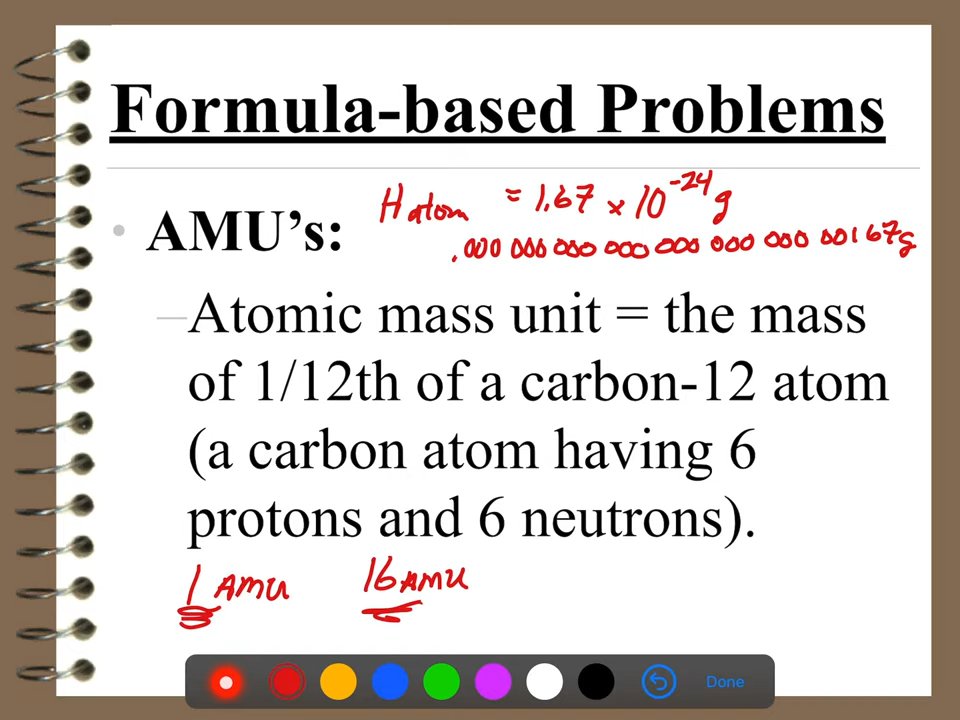 Formula-based Problems
H atom = 1.67 × 10⁻²⁴ g
• AMU's:
.000 000 000 000 000 000 000 00167g
–Atomic mass unit = the mass
of 1/12th of a carbon-12 atom
(a carbon atom having 6
protons and 6 neutrons).
1 AMU 16 AMU
Done